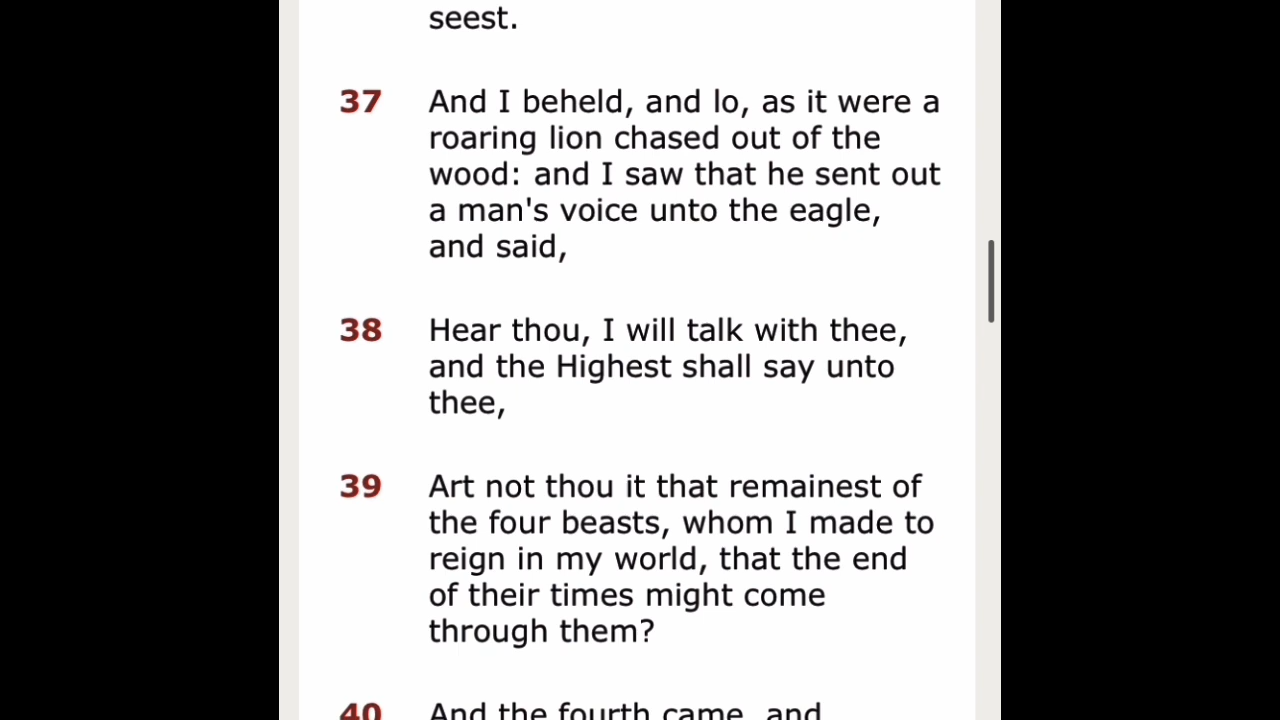 seest.
37 And I beheld, and lo, as it were a
roaring lion chased out of the
wood: and I saw that he sent out
a man's voice unto the eagle,
and said,
38 Hear thou, I will talk with thee,
and the Highest shall say unto
thee,
39 Art not thou it that remainest of
the four beasts, whom I made to
reign in my world, that the end
of their times might come
through them?
40 And the fourth came, and